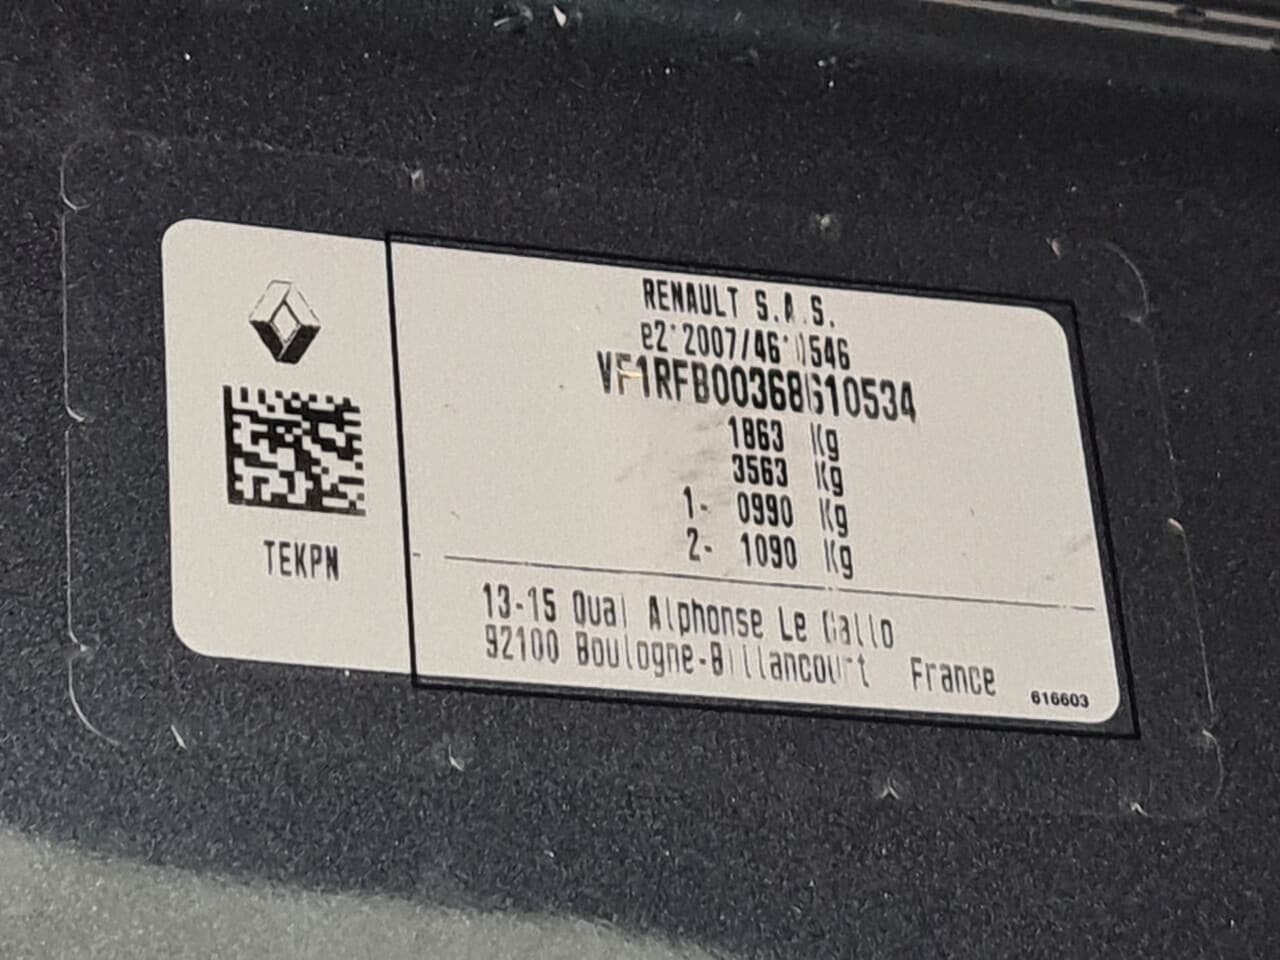 RENAULT S.A.S.
e2*2007/46*0546
VF1RFB00368610534
1863 Kg
3563 Kg
1- 0990 Kg
2- 1090 Kg
TEKPN
13-15 Quai Alphonse Le Gallo
92100 Boulogne-Billancourt France
616603